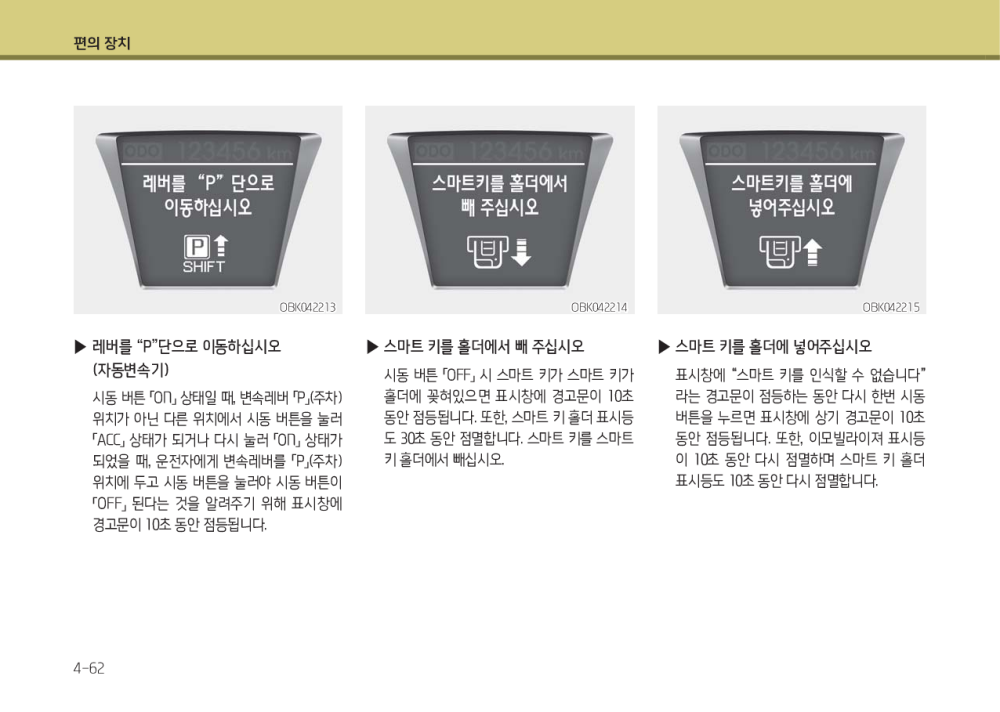 편의 장치
ODO 123456 km
레버를 “P” 단으로
이동하십시오
P
SHIFT
OBK042213
ODO 123456 km
스마트키를 홀더에서
빼 주십시오
OBK042214
ODO 123456 km
스마트키를 홀더에
넣어주십시오
OBK042215
▶ 레버를 “P”단으로 이동하십시오
(자동변속기)
시동 버튼 「ON」 상태일 때, 변속레버 「P」(주차)
위치가 아닌 다른 위치에서 시동 버튼을 눌러
「ACC」 상태가 되거나 다시 눌러 「ON」 상태가
되었을 때, 운전자에게 변속레버를 「P」(주차)
위치에 두고 시동 버튼을 눌러야 시동 버튼이
「OFF」 된다는 것을 알려주기 위해 표시창에
경고문이 10초 동안 점등됩니다.
▶ 스마트 키를 홀더에서 빼 주십시오
시동 버튼 「OFF」 시 스마트 키가 스마트 키가
홀더에 꽂혀있으면 표시창에 경고문이 10초
동안 점등됩니다. 또한, 스마트 키 홀더 표시등
도 30초 동안 점멸합니다. 스마트 키를 스마트
키 홀더에서 빼십시오.
▶ 스마트 키를 홀더에 넣어주십시오
표시창에 “스마트 키를 인식할 수 없습니다”
라는 경고문이 점등하는 동안 다시 한번 시동
버튼을 누르면 표시창에 상기 경고문이 10초
동안 점등됩니다. 또한, 이모빌라이져 표시등
이 10초 동안 다시 점멸하며 스마트 키 홀더
표시등도 10초 동안 다시 점멸합니다.
4-62